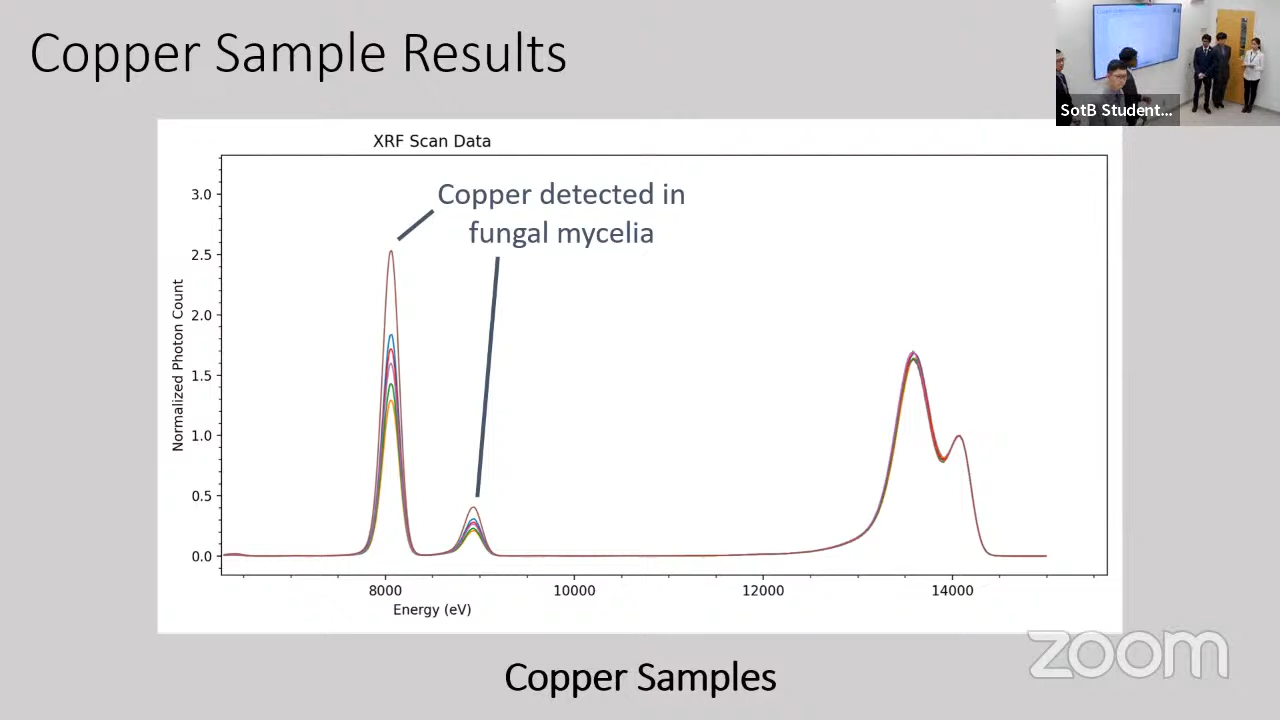 Copper Sample Results
SotB Student...
XRF Scan Data
Copper detected in
fungal mycelia
Normalized Photon Count
3.0
2.5
2.0
1.5
1.0
0.5
0.0
8000
10000
12000
14000
Energy (eV)
Copper Samples
zoom